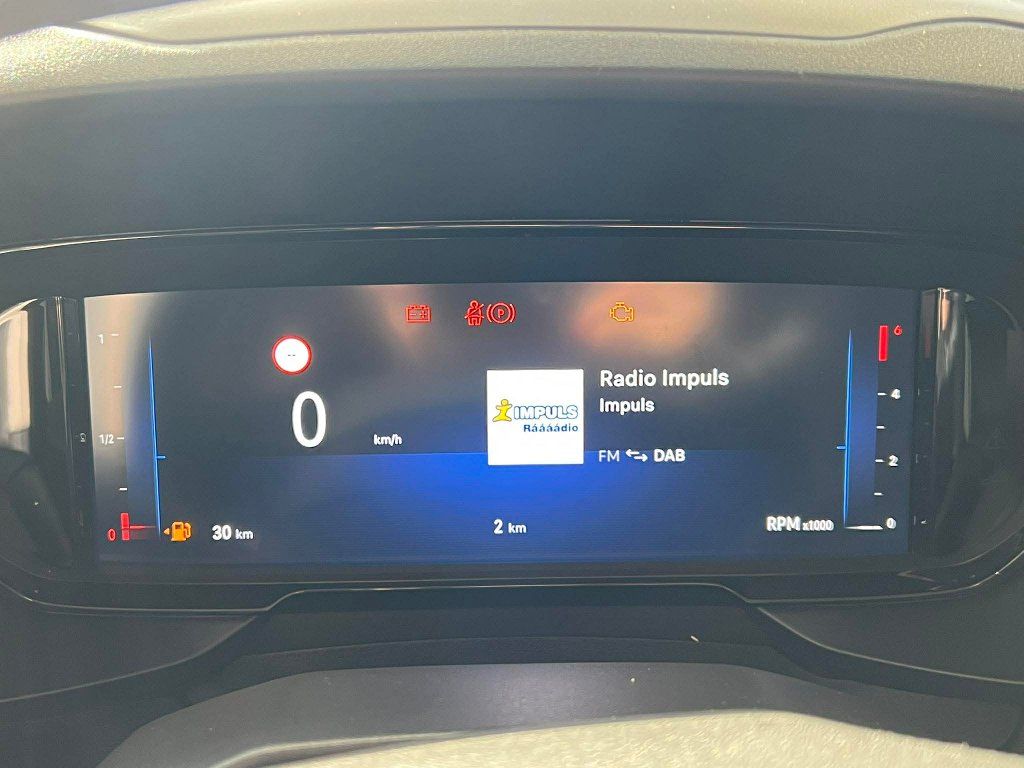 1
1/2
0
--
0
km/h
30 km
IMPULS
Ráááádio
Radio Impuls
Impuls
FM DAB
2 km
P
6
4
2
0
RPM x1000